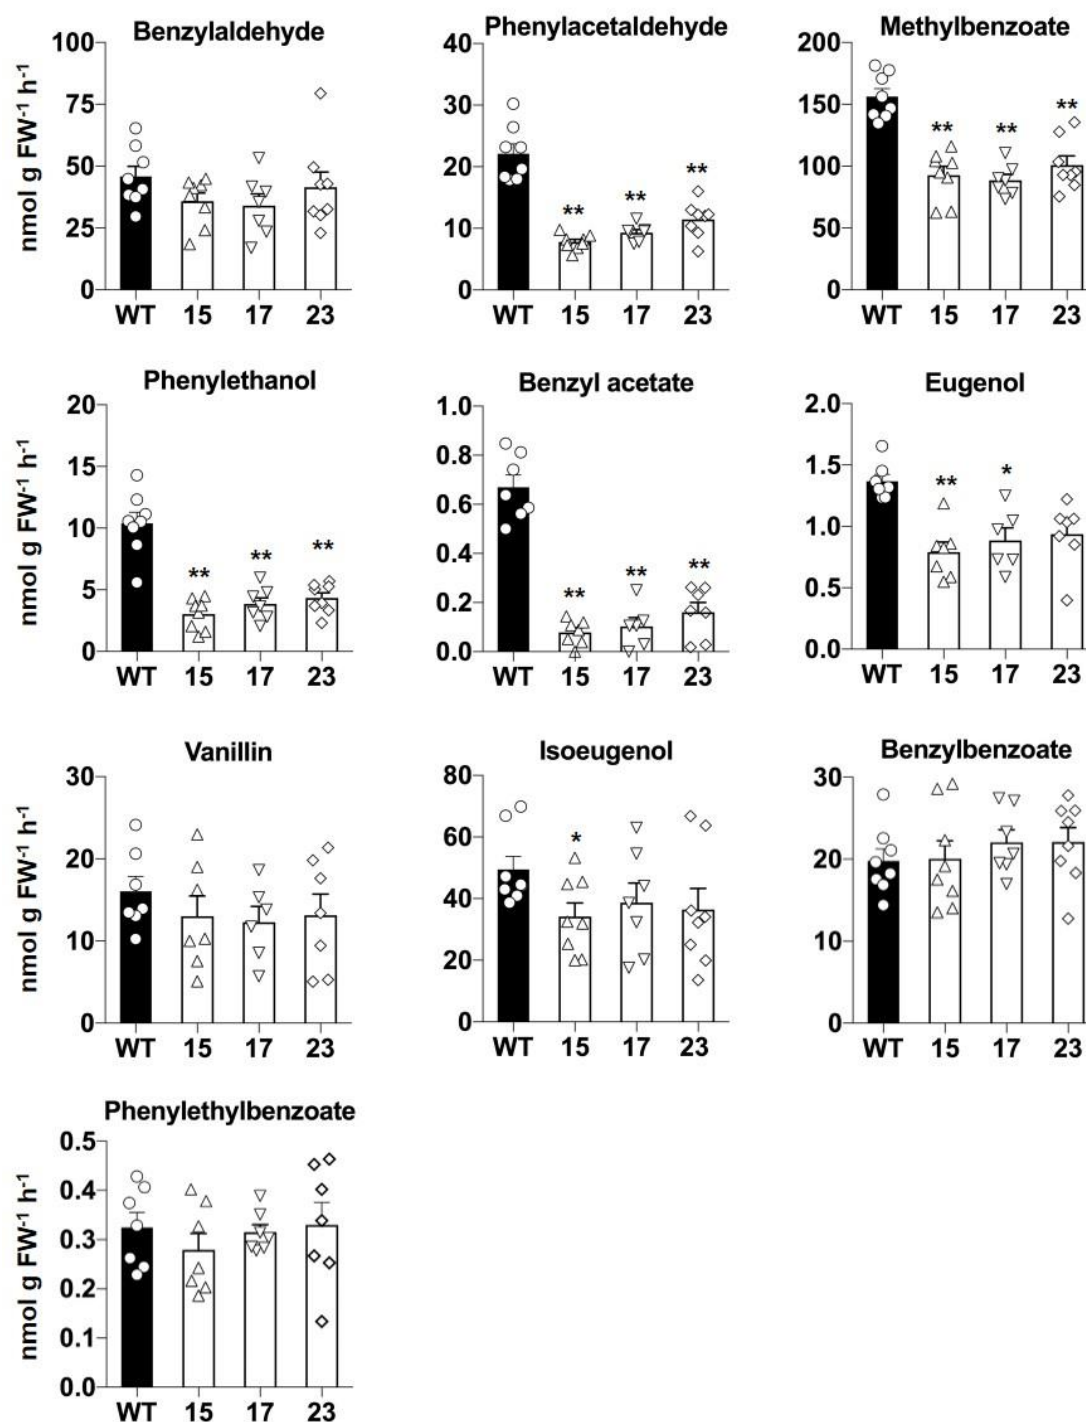 Benzylaldehyde
nmol g FW-1 h-1
100
75
50
25
0
WT 15 17 23
Phenylacetaldehyde
40
30
20
10
0
** ** **
WT 15 17 23
Methylbenzoate
200
150
100
50
0
** ** **
WT 15 17 23
Phenylethanol
nmol g FW-1 h-1
20
15
10
5
0
** ** **
WT 15 17 23
Benzyl acetate
1.0
0.8
0.6
0.4
0.2
0.0
** ** **
WT 15 17 23
Eugenol
2.0
1.5
1.0
0.5
0.0
** *
WT 15 17 23
Vanillin
nmol g FW-1 h-1
30
20
10
0
WT 15 17 23
Isoeugenol
80
60
40
20
0
*
WT 15 17 23
Benzylbenzoate
30
20
10
0
WT 15 17 23
Phenylethylbenzoate
nmol g FW-1 h-1
0.5
0.4
0.3
0.2
0.1
0.0
WT 15 17 23